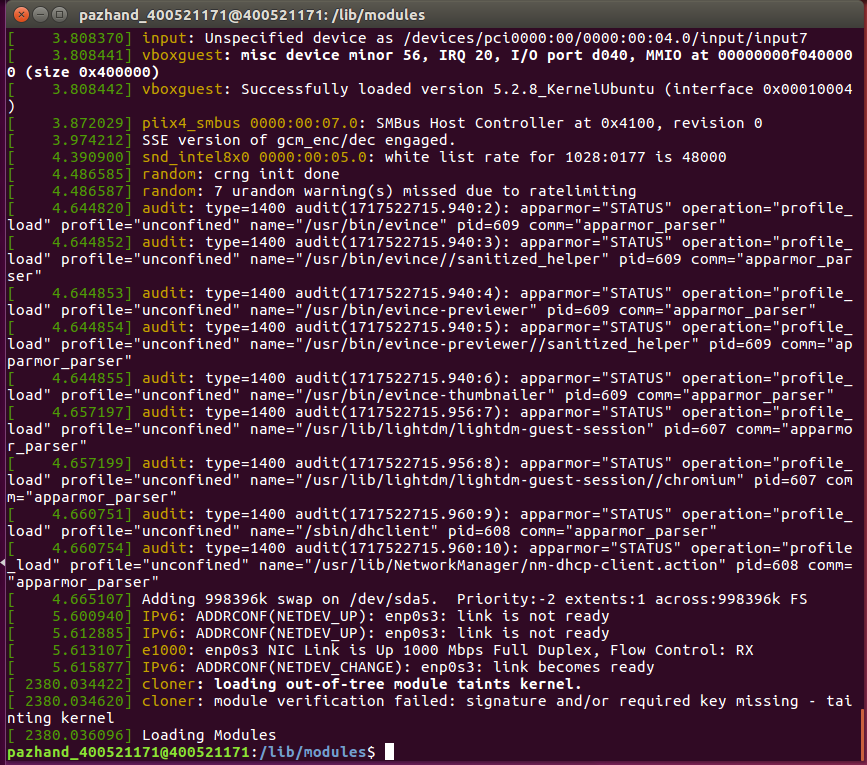 pazhand_400521171@400521171: /lib/modules
[    3.808370] input: Unspecified device as /devices/pci0000:00/0000:00:04.0/input/input7
[    3.808441] vboxguest: misc device minor 56, IRQ 20, I/O port d040, MMIO at 00000000f040000
0 (size 0x400000)
[    3.808442] vboxguest: Successfully loaded version 5.2.8_KernelUbuntu (interface 0x00010004
)
[    3.872029] piix4_smbus 0000:00:07.0: SMBus Host Controller at 0x4100, revision 0
[    3.974212] SSE version of gcm_enc/dec engaged.
[    4.390900] snd_intel8x0 0000:00:05.0: white list rate for 1028:0177 is 48000
[    4.486585] random: crng init done
[    4.486587] random: 7 urandom warning(s) missed due to ratelimiting
[    4.644820] audit: type=1400 audit(1717522715.940:2): apparmor="STATUS" operation="profile_
load" profile="unconfined" name="/usr/bin/evince" pid=609 comm="apparmor_parser"
[    4.644852] audit: type=1400 audit(1717522715.940:3): apparmor="STATUS" operation="profile_
load" profile="unconfined" name="/usr/bin/evince//sanitized_helper" pid=609 comm="apparmor_par
ser"
[    4.644853] audit: type=1400 audit(1717522715.940:4): apparmor="STATUS" operation="profile_
load" profile="unconfined" name="/usr/bin/evince-previewer" pid=609 comm="apparmor_parser"
[    4.644854] audit: type=1400 audit(1717522715.940:5): apparmor="STATUS" operation="profile_
load" profile="unconfined" name="/usr/bin/evince-previewer//sanitized_helper" pid=609 comm="ap
parmor_parser"
[    4.644855] audit: type=1400 audit(1717522715.940:6): apparmor="STATUS" operation="profile_
load" profile="unconfined" name="/usr/bin/evince-thumbnailer" pid=609 comm="apparmor_parser"
[    4.657197] audit: type=1400 audit(1717522715.956:7): apparmor="STATUS" operation="profile_
load" profile="unconfined" name="/usr/lib/lightdm/lightdm-guest-session" pid=607 comm="apparmo
r_parser"
[    4.657199] audit: type=1400 audit(1717522715.956:8): apparmor="STATUS" operation="profile_
load" profile="unconfined" name="/usr/lib/lightdm/lightdm-guest-session//chromium" pid=607 com
m="apparmor_parser"
[    4.660751] audit: type=1400 audit(1717522715.960:9): apparmor="STATUS" operation="profile_
load" profile="unconfined" name="/sbin/dhclient" pid=608 comm="apparmor_parser"
[    4.660754] audit: type=1400 audit(1717522715.960:10): apparmor="STATUS" operation="profile
_load" profile="unconfined" name="/usr/lib/NetworkManager/nm-dhcp-client.action" pid=608 comm=
"apparmor_parser"
[    4.665107] Adding 998396k swap on /dev/sda5.  Priority:-2 extents:1 across:998396k FS
[    5.600940] IPv6: ADDRCONF(NETDEV_UP): enp0s3: link is not ready
[    5.612885] IPv6: ADDRCONF(NETDEV_UP): enp0s3: link is not ready
[    5.613107] e1000: enp0s3 NIC Link is Up 1000 Mbps Full Duplex, Flow Control: RX
[    5.615877] IPv6: ADDRCONF(NETDEV_CHANGE): enp0s3: link becomes ready
[ 2380.034422] cloner: loading out-of-tree module taints kernel.
[ 2380.034620] cloner: module verification failed: signature and/or required key missing - tai
nting kernel
[ 2380.036096] Loading Modules
pazhand_400521171@400521171:/lib/modules$